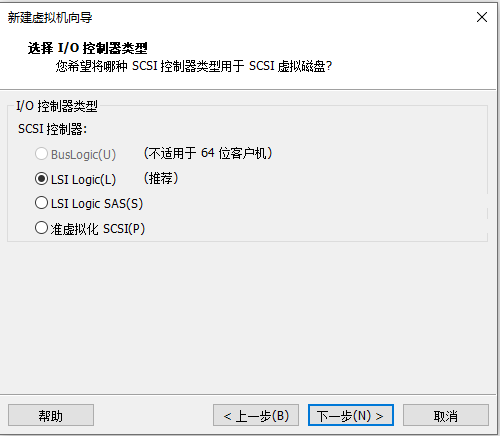 新建虚拟机向导
选择 I/O 控制器类型
您希望将哪种 SCSI 控制器类型用于 SCSI 虚拟磁盘?
I/O 控制器类型
SCSI 控制器:
BusLogic(U) (不适用于 64 位客户机)
LSI Logic(L) (推荐)
LSI Logic SAS(S)
准虚拟化 SCSI(P)
帮助 < 上一步(B) 下一步(N) > 取消